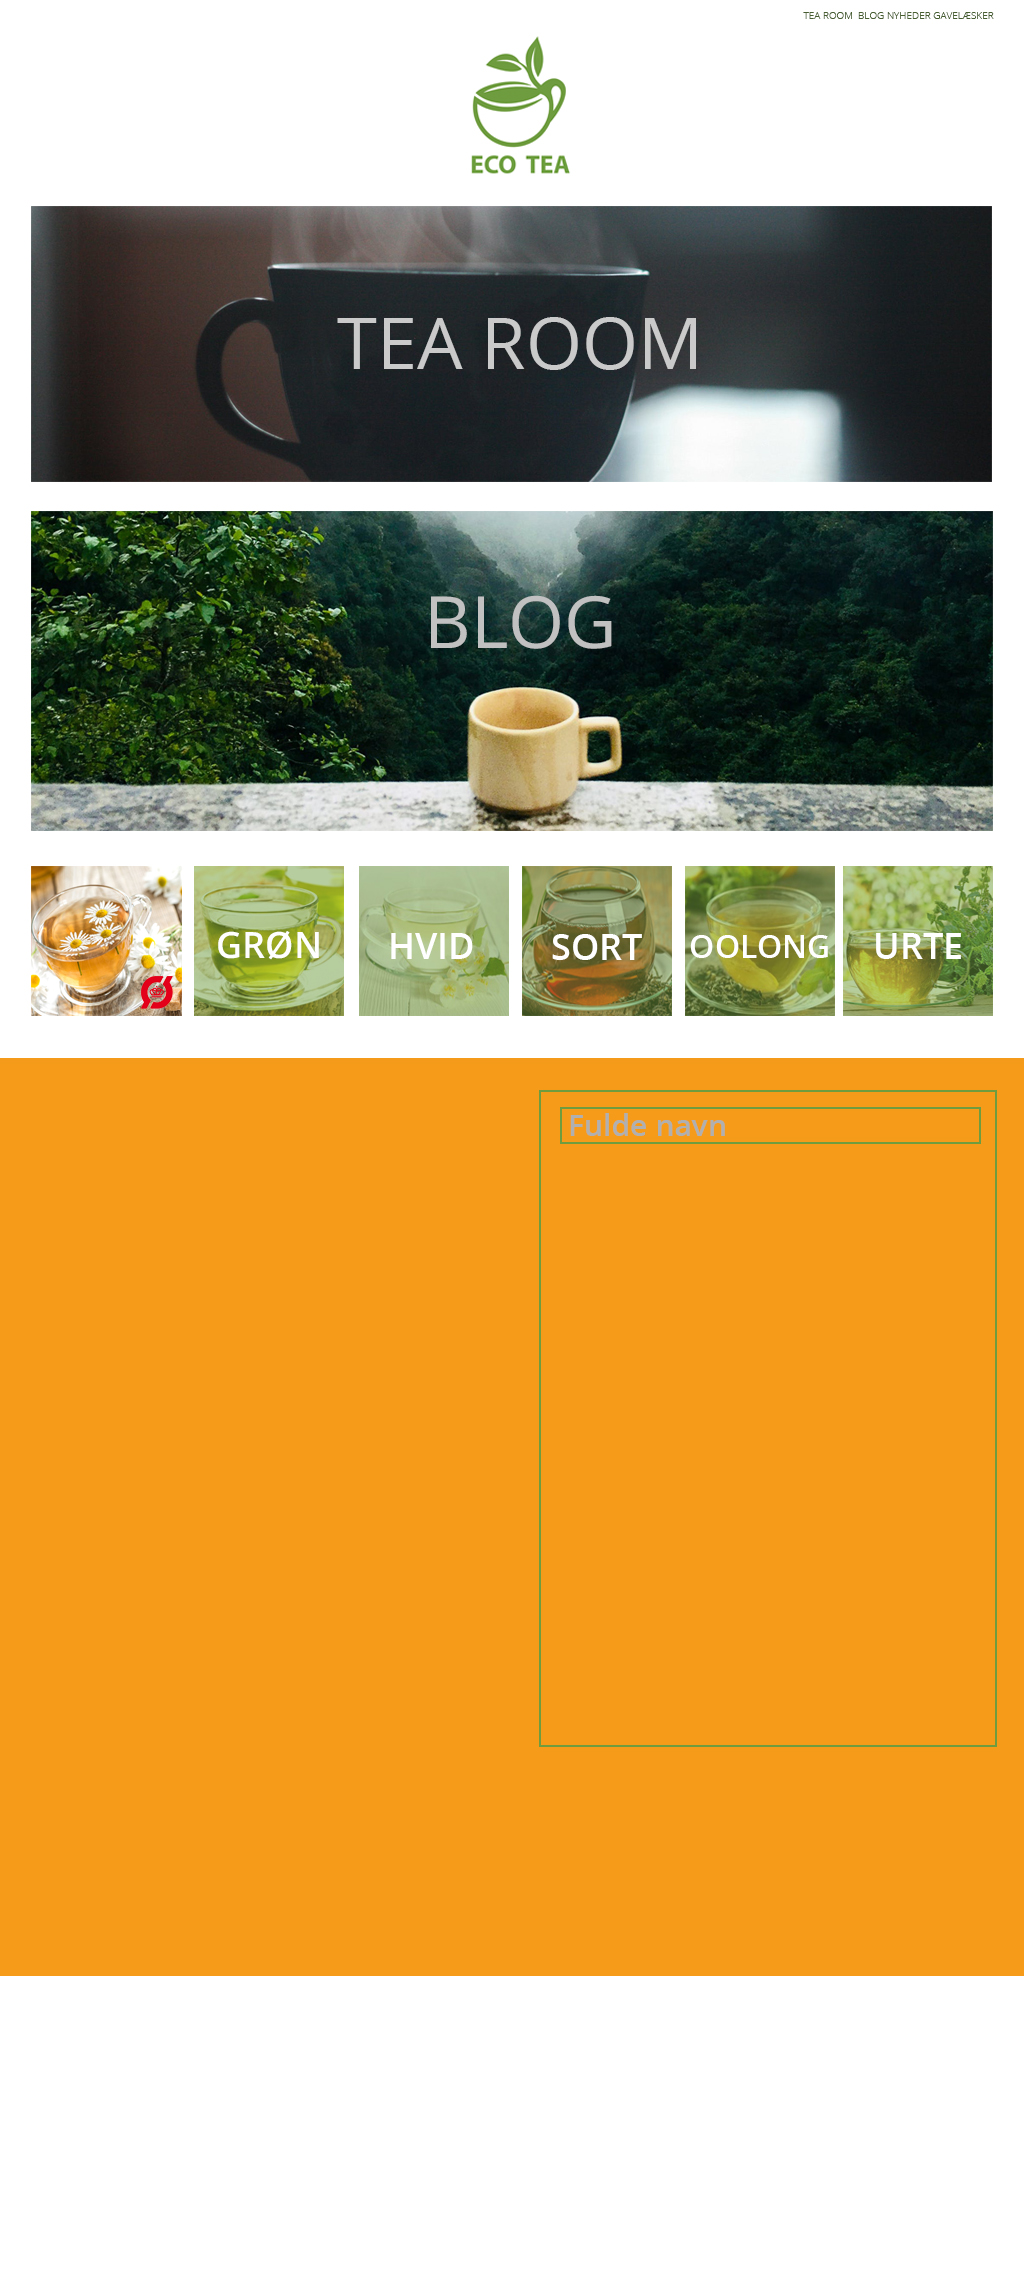 TEA ROOM BLOG NYHEDER GAVELÆSKER
ECO TEA
TEA ROOM
BLOG
GRØN HVID SORT OOLONG URTE
Fulde navn